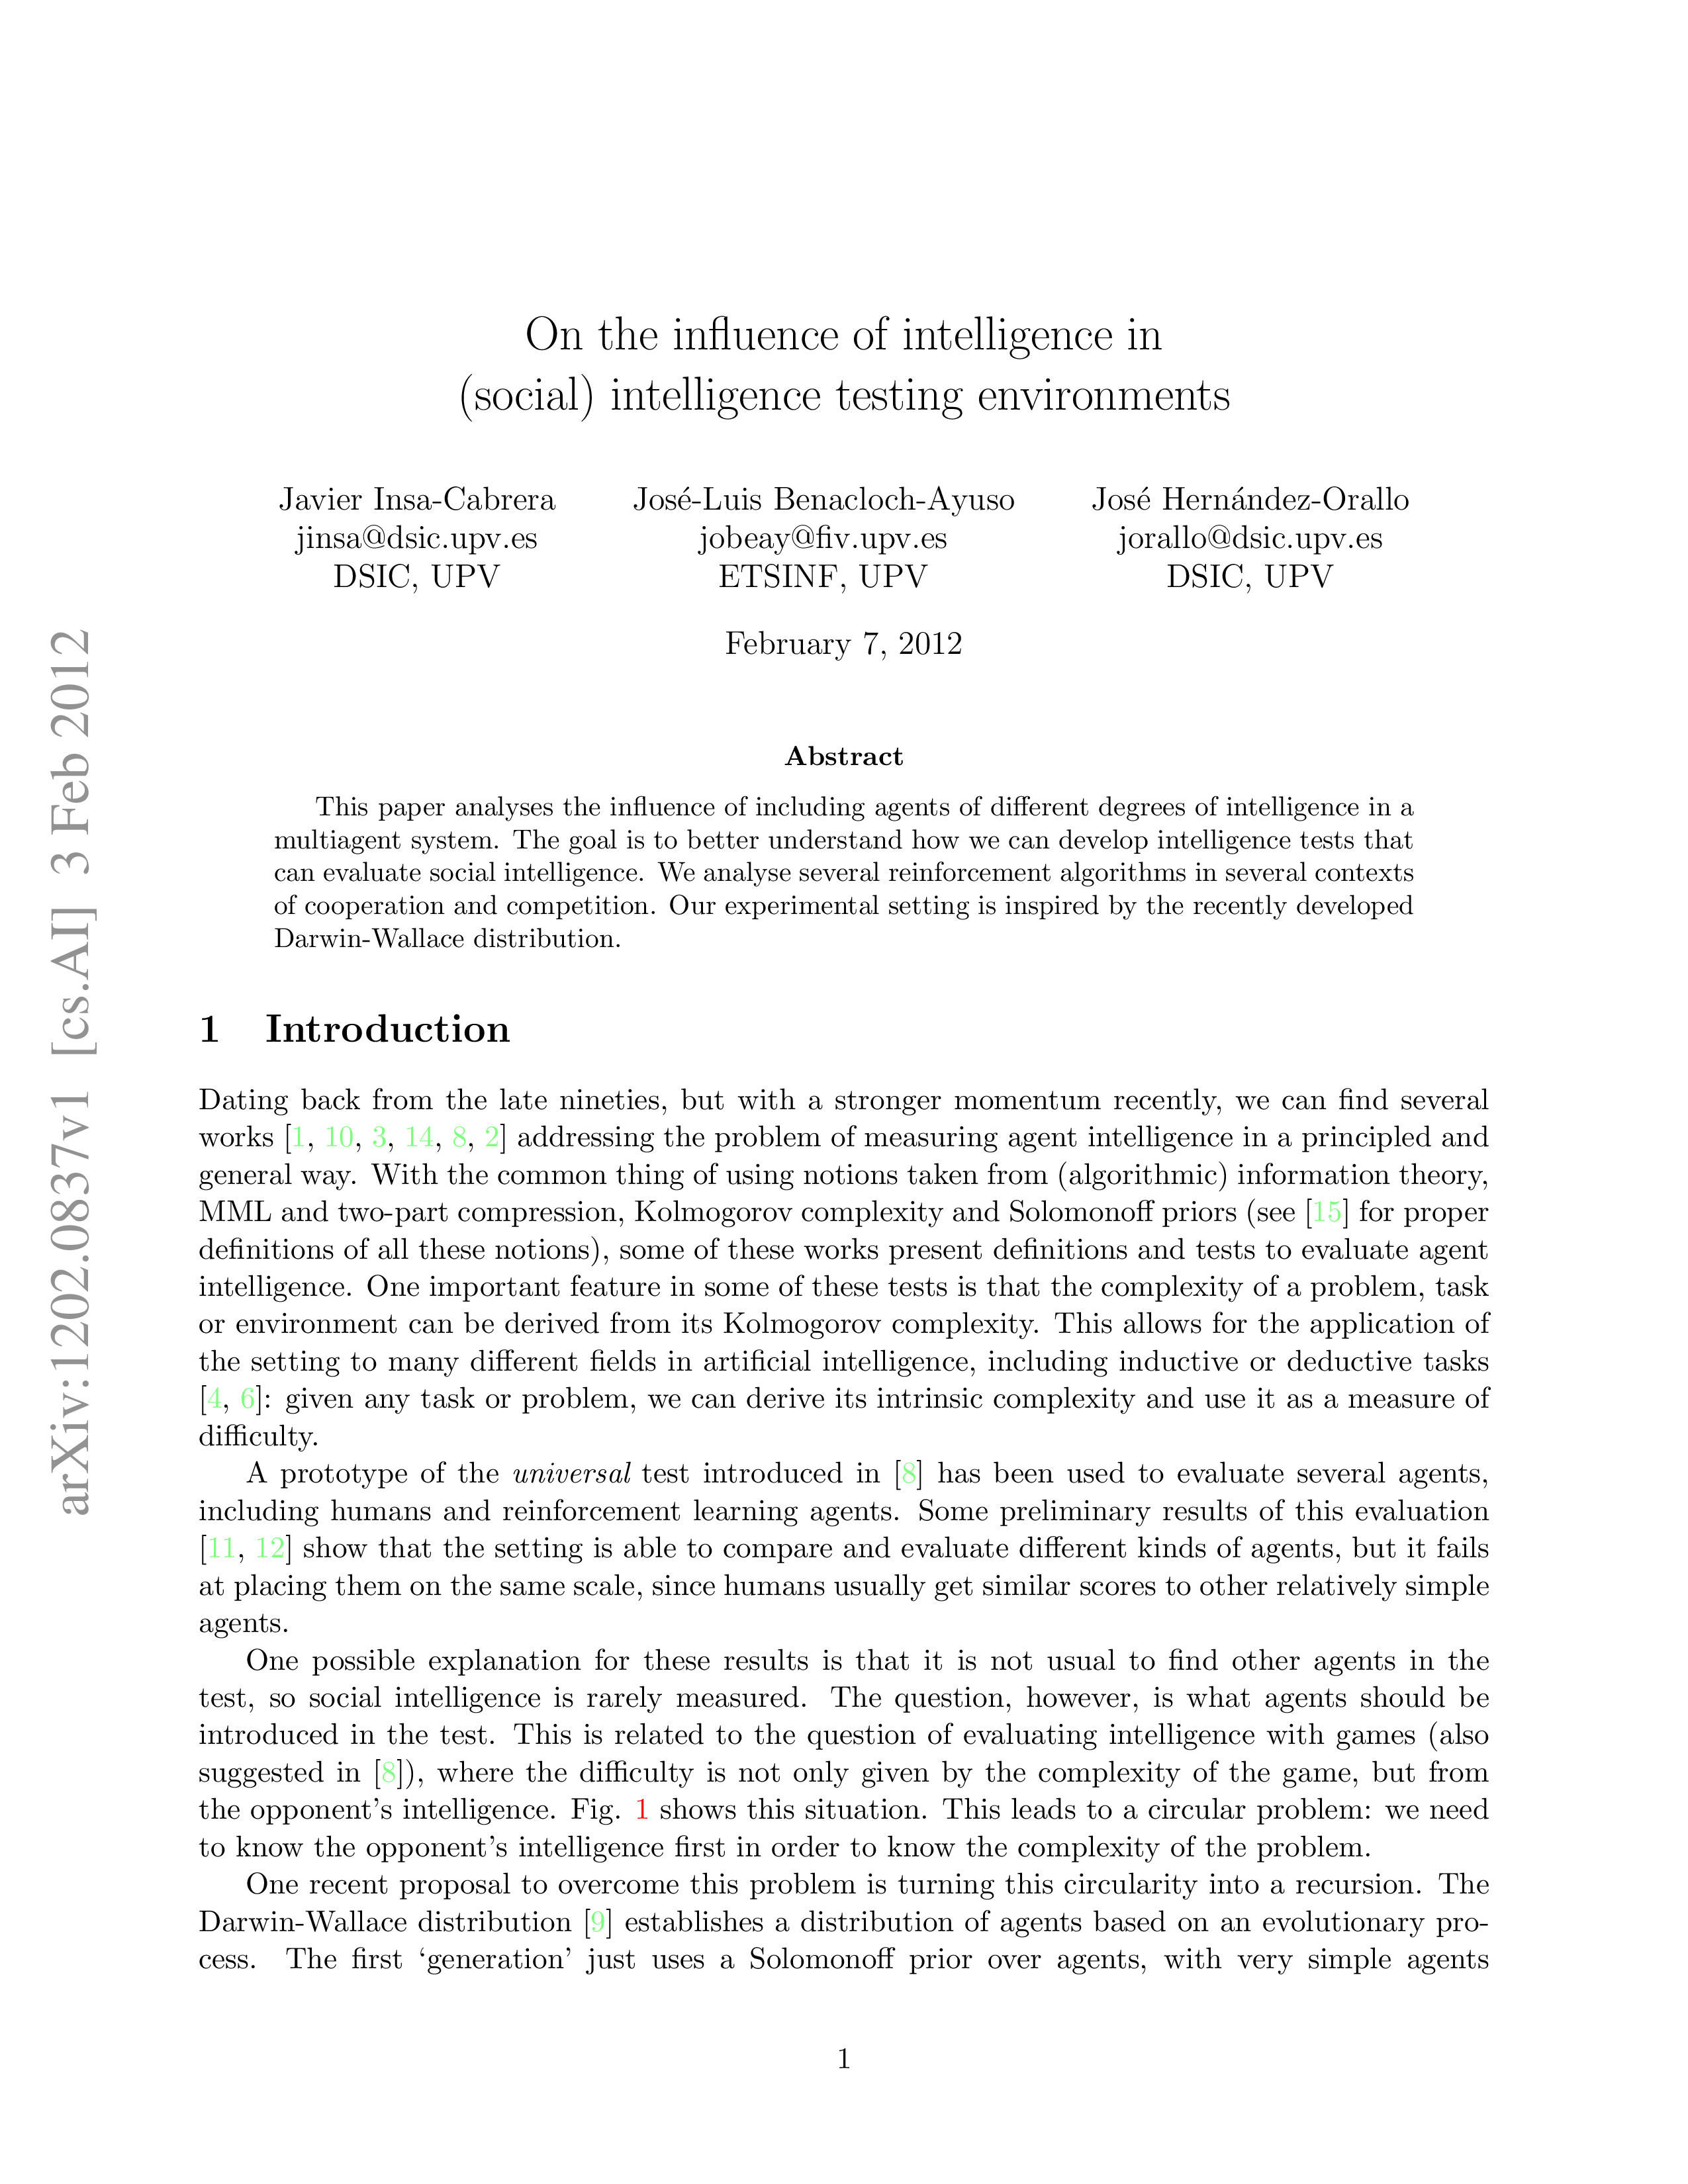 On the influence of intelligence in
(social) intelligence testing environments
Javier Insa-Cabrera
jinsa@dsic.upv.es
DSIC, UPV
José-Luis Benacloch-Ayuso
jobeay@fiv.upv.es
ETSINF, UPV
José Hernández-Orallo
jorallo@dsic.upv.es
DSIC, UPV
February 7, 2012
arXiv:1202.0837v1 [cs.AI] 3 Feb 2012
Abstract
This paper analyses the influence of including agents of different degrees of intelligence in a
multiagent system. The goal is to better understand how we can develop intelligence tests that
can evaluate social intelligence. We analyse several reinforcement algorithms in several contexts
of cooperation and competition. Our experimental setting is inspired by the recently developed
Darwin-Wallace distribution.
1 Introduction
Dating back from the late nineties, but with a stronger momentum recently, we can find several
works [1, 10, 3, 14, 8, 2] addressing the problem of measuring agent intelligence in a principled and
general way. With the common thing of using notions taken from (algorithmic) information theory,
MML and two-part compression, Kolmogorov complexity and Solomonoff priors (see [15] for proper
definitions of all these notions), some of these works present definitions and tests to evaluate agent
intelligence. One important feature in some of these tests is that the complexity of a problem, task
or environment can be derived from its Kolmogorov complexity. This allows for the application of
the setting to many different fields in artificial intelligence, including inductive or deductive tasks
[4, 6]: given any task or problem, we can derive its intrinsic complexity and use it as a measure of
difficulty.
A prototype of the universal test introduced in [8] has been used to evaluate several agents,
including humans and reinforcement learning agents. Some preliminary results of this evaluation
[11, 12] show that the setting is able to compare and evaluate different kinds of agents, but it fails
at placing them on the same scale, since humans usually get similar scores to other relatively simple
agents.
One possible explanation for these results is that it is not usual to find other agents in the
test, so social intelligence is rarely measured. The question, however, is what agents should be
introduced in the test. This is related to the question of evaluating intelligence with games (also
suggested in [8]), where the difficulty is not only given by the complexity of the game, but from
the opponent's intelligence. Fig. 1 shows this situation. This leads to a circular problem: we need
to know the opponent's intelligence first in order to know the complexity of the problem.
One recent proposal to overcome this problem is turning this circularity into a recursion. The
Darwin-Wallace distribution [9] establishes a distribution of agents based on an evolutionary pro-
cess. The first ‘generation’ just uses a Solomonoff prior over agents, with very simple agents
1